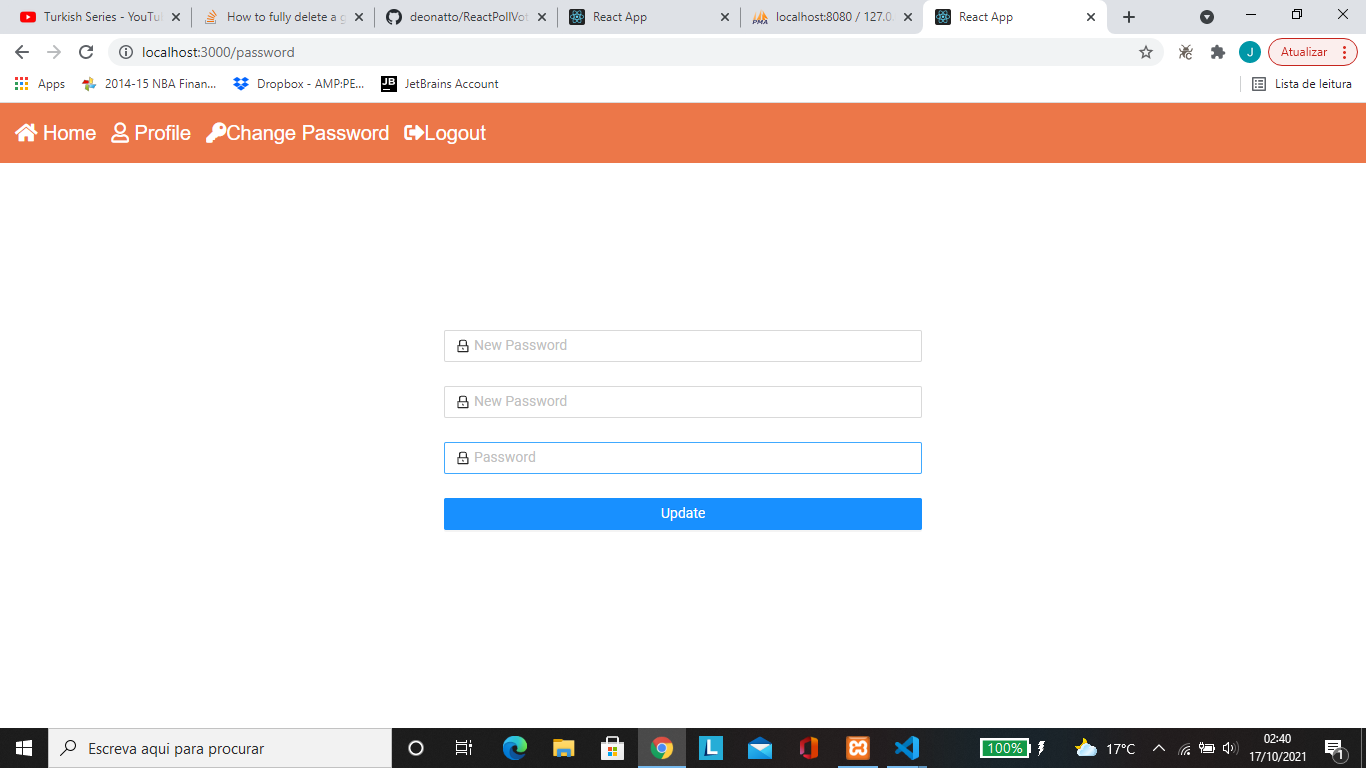 Turkish Series - YouTu
How to fully delete a g
deonatto/ReactPollVot
React App
localhost:8080 / 127.0.
React App
localhost:3000/password
J
Atualizar
Apps
2014-15 NBA Finan...
Dropbox - AMP:PE...
JetBrains Account
Lista de leitura
Home
Profile
Change Password
Logout
New Password
New Password
Password
Update
Escreva aqui para procurar
100%
17°C
02:40
17/10/2021
1